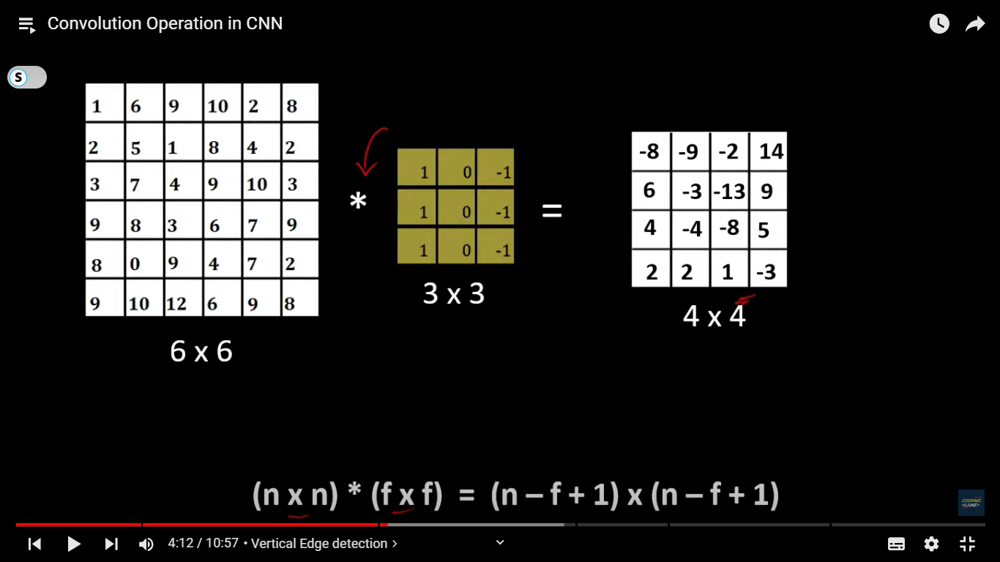 Convolution Operation in CNN
S
1 6 9 10 2 8
2 5 1 8 4 2
3 7 4 9 10 3
9 8 3 6 7 9
8 0 9 4 7 2
9 10 12 6 9 8
6 x 6
*
1 0 -1
1 0 -1
1 0 -1
3 x 3
=
-8 -9 -2 14
6 -3 -13 9
4 -4 -8 5
2 2 1 -3
4 x 4
(n x n) * (f x f) = (n – f + 1) x (n – f + 1)
CODING
<LANE>
4:12 / 10:57 • Vertical Edge detection >